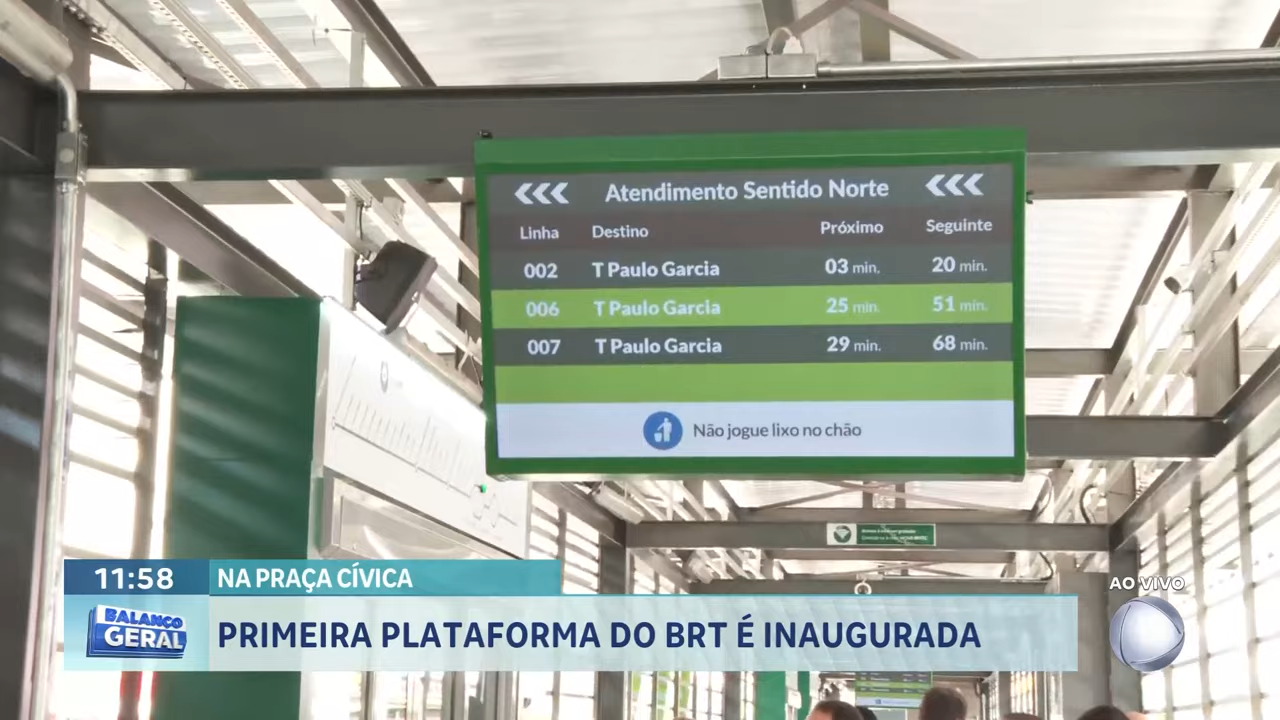 Atendimento Sentido Norte
Linha Destino Próximo Seguinte
002 T Paulo Garcia 03 min. 20 min.
006 T Paulo Garcia 25 min. 51 min.
007 T Paulo Garcia 29 min. 68 min.
Não jogue lixo no chão
11:58 NA PRAÇA CÍVICA
AO VIVO
BALANÇO
GERAL
PRIMEIRA PLATAFORMA DO BRT É INAUGURADA